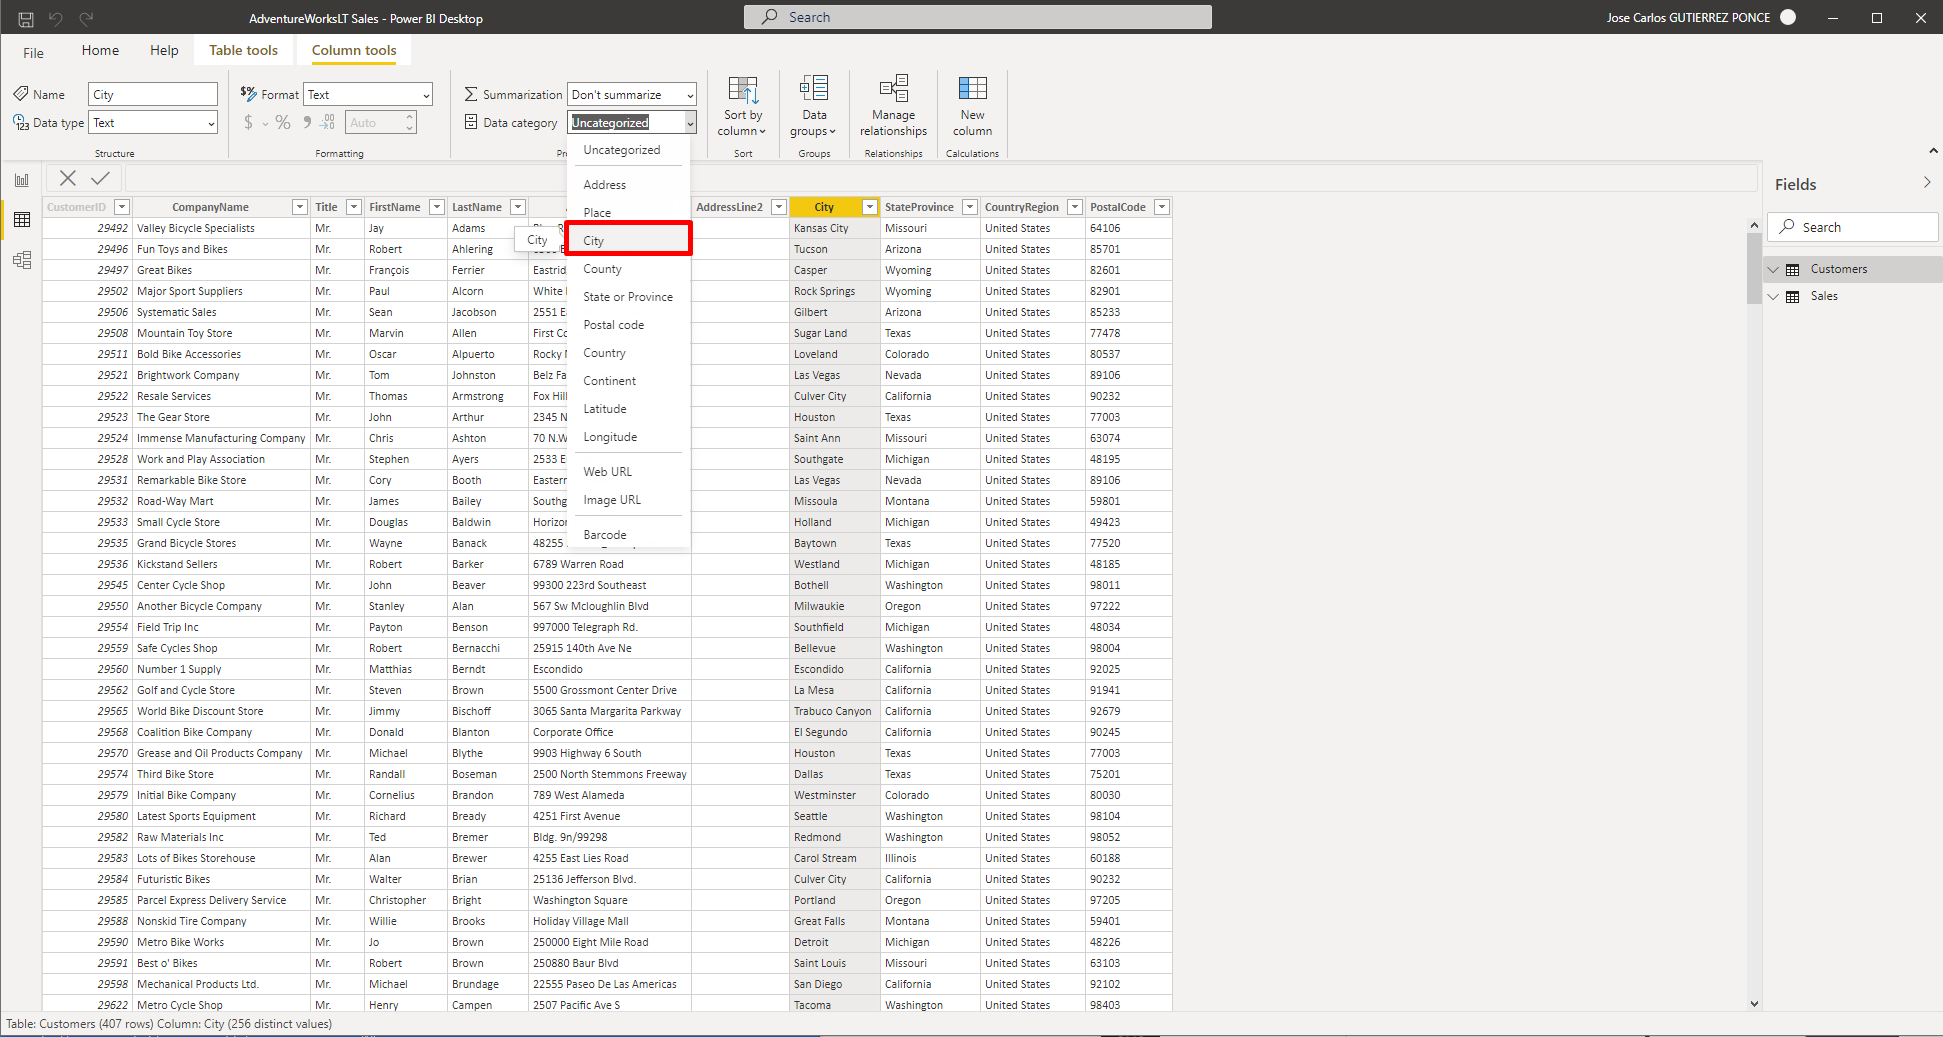 AdventureWorksLT Sales - Power BI Desktop
Search
Jose Carlos GUTIERREZ PONCE
File Home Help Table tools Column tools
Name City
Data type Text
Structure
Format Text
$ % Auto
Formatting
Summarization Don't summarize
Data category Uncategorized
Sort by column
Sort
Data groups
Groups
Manage relationships
Relationships
New column
Calculations
Uncategorized
Address
Place
City
City
County
State or Province
Postal code
Country
Continent
Latitude
Longitude
Web URL
Image URL
Barcode
CustomerID CompanyName Title FirstName LastName AddressLine2 City StateProvince CountryRegion PostalCode
29492 Valley Bicycle Specialists Mr. Jay Adams Kansas City Missouri United States 64106
29496 Fun Toys and Bikes Mr. Robert Ahlering Tucson Arizona United States 85701
29497 Great Bikes Mr. François Ferrier Eastrid Casper Wyoming United States 82601
29502 Major Sport Suppliers Mr. Paul Alcorn White Rock Springs Wyoming United States 82901
29506 Systematic Sales Mr. Sean Jacobson 2551 Gilbert Arizona United States 85233
29508 Mountain Toy Store Mr. Marvin Allen First Sugar Land Texas United States 77478
29511 Bold Bike Accessories Mr. Oscar Alpuerto Rocky Loveland Colorado United States 80537
29521 Brightwork Company Mr. Tom Johnston Belz Fa Las Vegas Nevada United States 89106
29522 Resale Services Mr. Thomas Armstrong Fox Hil Culver City California United States 90232
29523 The Gear Store Mr. John Arthur 2345 N Houston Texas United States 77003
29524 Immense Manufacturing Company Mr. Chris Ashton 70 N.W Saint Ann Missouri United States 63074
29528 Work and Play Association Mr. Stephen Ayers 2533 Southgate Michigan United States 48195
29531 Remarkable Bike Store Mr. Cory Booth Eastern Las Vegas Nevada United States 89106
29532 Road-Way Mart Mr. James Bailey Southg Missoula Montana United States 59801
29533 Small Cycle Store Mr. Douglas Baldwin Horizo Holland Michigan United States 49423
29535 Grand Bicycle Stores Mr. Wayne Banack 48255 Baytown Texas United States 77520
29536 Kickstand Sellers Mr. Robert Barker 6789 Warren Road Westland Michigan United States 48185
29545 Center Cycle Shop Mr. John Beaver 99300 223rd Southeast Bothell Washington United States 98011
29550 Another Bicycle Company Mr. Stanley Alan 567 Sw Mcloughlin Blvd Milwaukie Oregon United States 97222
29554 Field Trip Inc Mr. Payton Benson 997000 Telegraph Rd. Southfield Michigan United States 48034
29559 Safe Cycles Shop Mr. Robert Bernacchi 25915 140th Ave Ne Bellevue Washington United States 98004
29560 Number 1 Supply Mr. Matthias Berndt Escondido Escondido California United States 92025
29562 Golf and Cycle Store Mr. Steven Brown 5500 Grossmont Center Drive La Mesa California United States 91941
29565 World Bike Discount Store Mr. Jimmy Bischoff 3065 Santa Margarita Parkway Trabuco Canyon California United States 92679
29568 Coalition Bike Company Mr. Donald Blanton Corporate Office El Segundo California United States 90245
29570 Grease and Oil Products Company Mr. Michael Blythe 9903 Highway 6 South Houston Texas United States 77003
29574 Third Bike Store Mr. Randall Boseman 2500 North Stemmons Freeway Dallas Texas United States 75201
29579 Initial Bike Company Mr. Cornelius Brandon 789 West Alameda Westminster Colorado United States 80030
29580 Latest Sports Equipment Mr. Richard Bready 4251 First Avenue Seattle Washington United States 98104
29582 Raw Materials Inc Mr. Ted Bremer Bldg. 9n/99298 Redmond Washington United States 98052
29583 Lots of Bikes Storehouse Mr. Alan Brewer 4255 East Lies Road Carol Stream Illinois United States 60188
29584 Futuristic Bikes Mr. Walter Brian 25136 Jefferson Blvd. Culver City California United States 90232
29585 Parcel Express Delivery Service Mr. Christopher Bright Washington Square Portland Oregon United States 97205
29588 Nonskid Tire Company Mr. Willie Brooks Holiday Village Mall Great Falls Montana United States 59401
29590 Metro Bike Works Mr. Jo Brown 250000 Eight Mile Road Detroit Michigan United States 48226
29591 Best o' Bikes Mr. Robert Brown 250880 Baur Blvd Saint Louis Missouri United States 63103
29598 Mechanical Products Ltd. Mr. Michael Brundage 22555 Paseo De Las Americas San Diego California United States 92102
29622 Metro Cycle Shop Mr. Henry Campen 2507 Pacific Ave S Tacoma Washington United States 98403
Fields
Search
Customers
Sales
Table: Customers (407 rows) Column: City (256 distinct values)